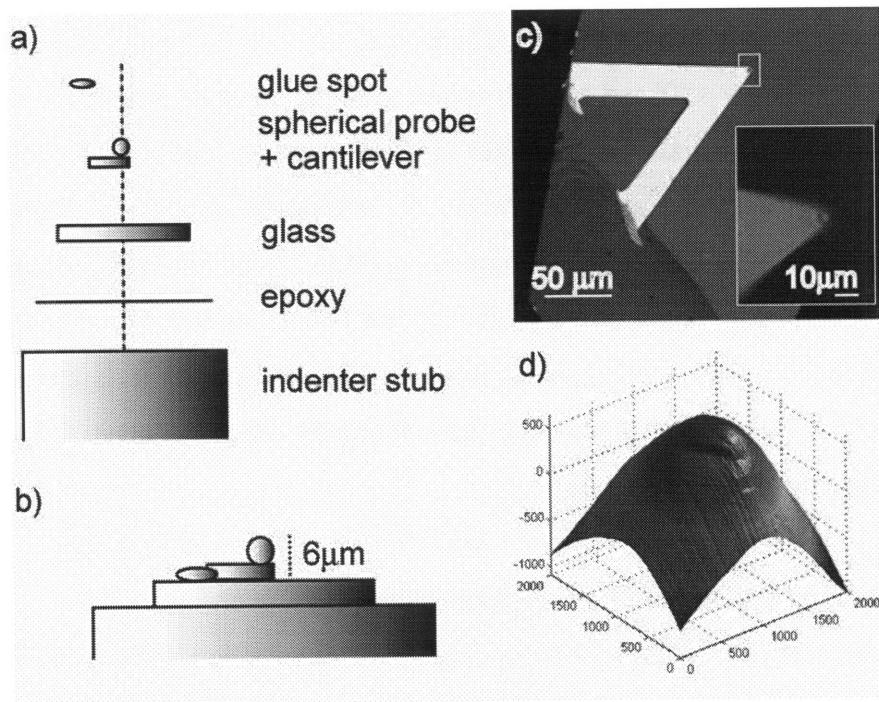 a)
glue spot
spherical probe
+ cantilever
glass
epoxy
indenter stub
b)
6μm
c)
50 μm
10μm
d)
500
0
-500
-1000
2000
1500
1000
500
0
0
500
1000
1500
2000